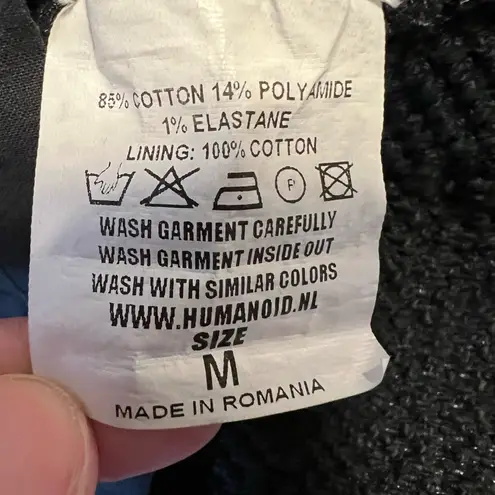 85% COTTON 14% POLYAMIDE
1% ELASTANE
LINING: 100% COTTON
P
WASH GARMENT CAREFULLY
WASH GARMENT INSIDE OUT
WASH WITH SIMILAR COLORS
WWW.HUMANOID.NL
SIZE
M
MADE IN ROMANIA